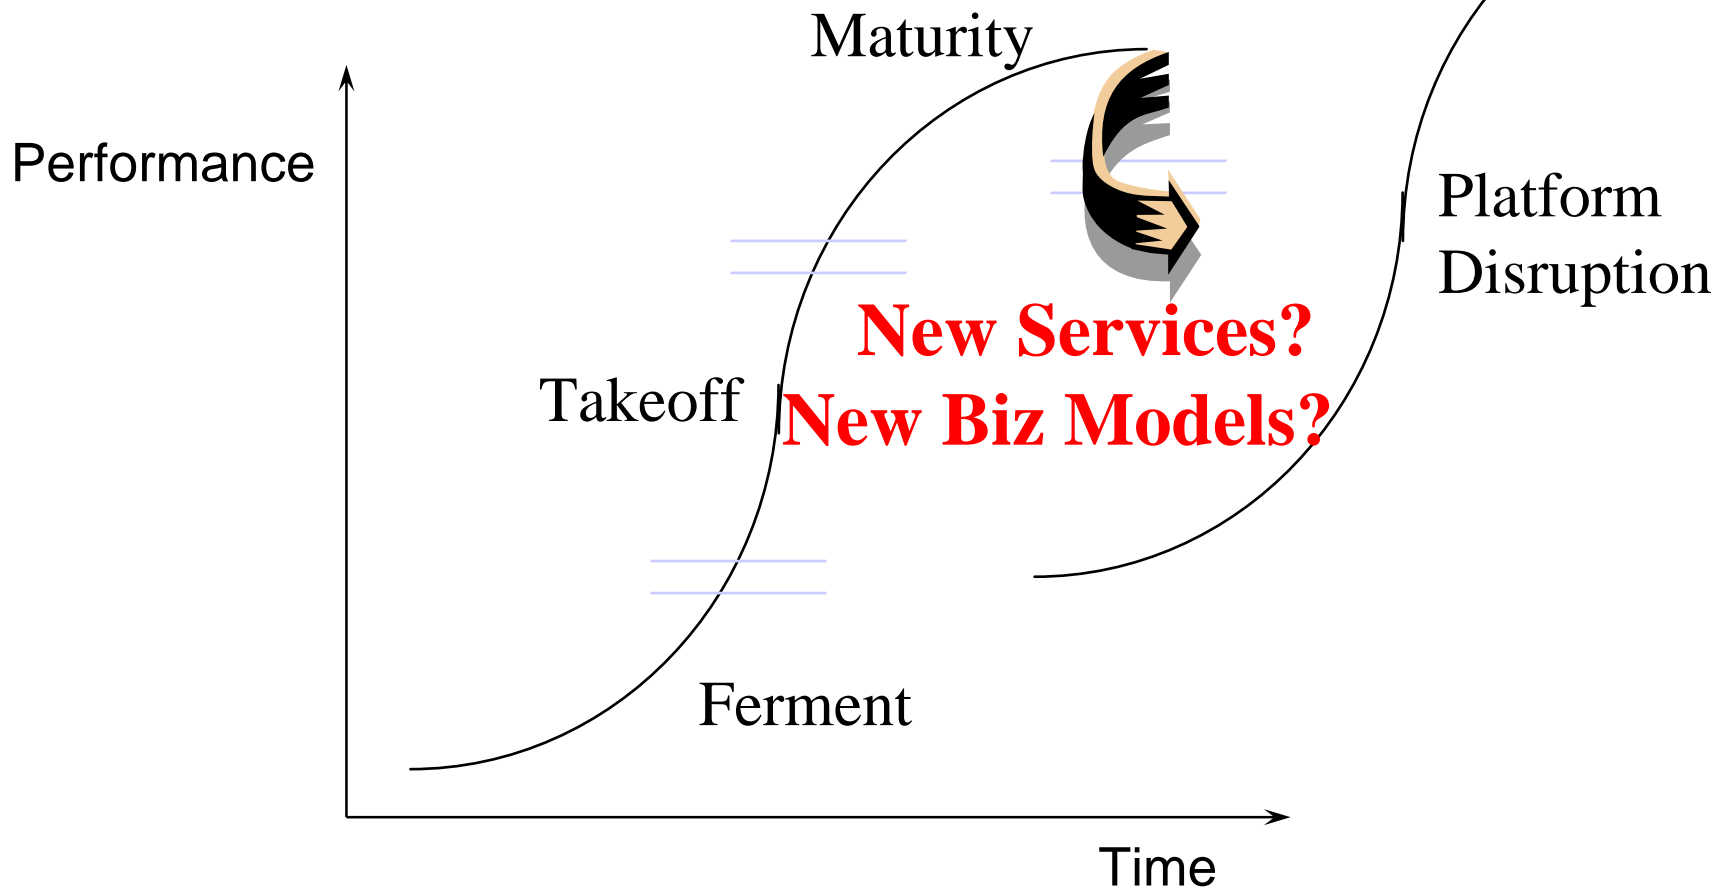 Maturity
Performance
Platform
Disruption
New Services?
Takeoff
New Biz Models?
Ferment
Time